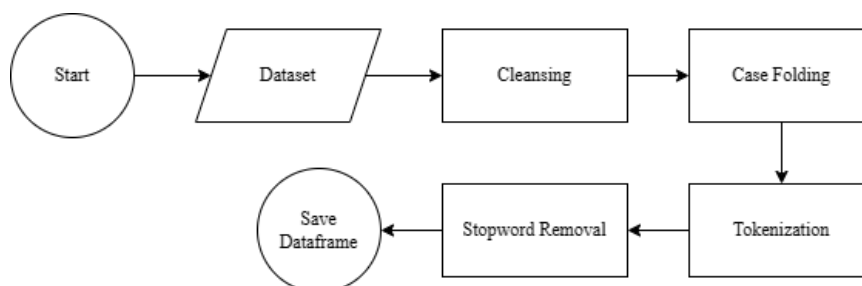 Start
Dataset
Cleansing
Case Folding
Tokenization
Stopword Removal
Save
Dataframe